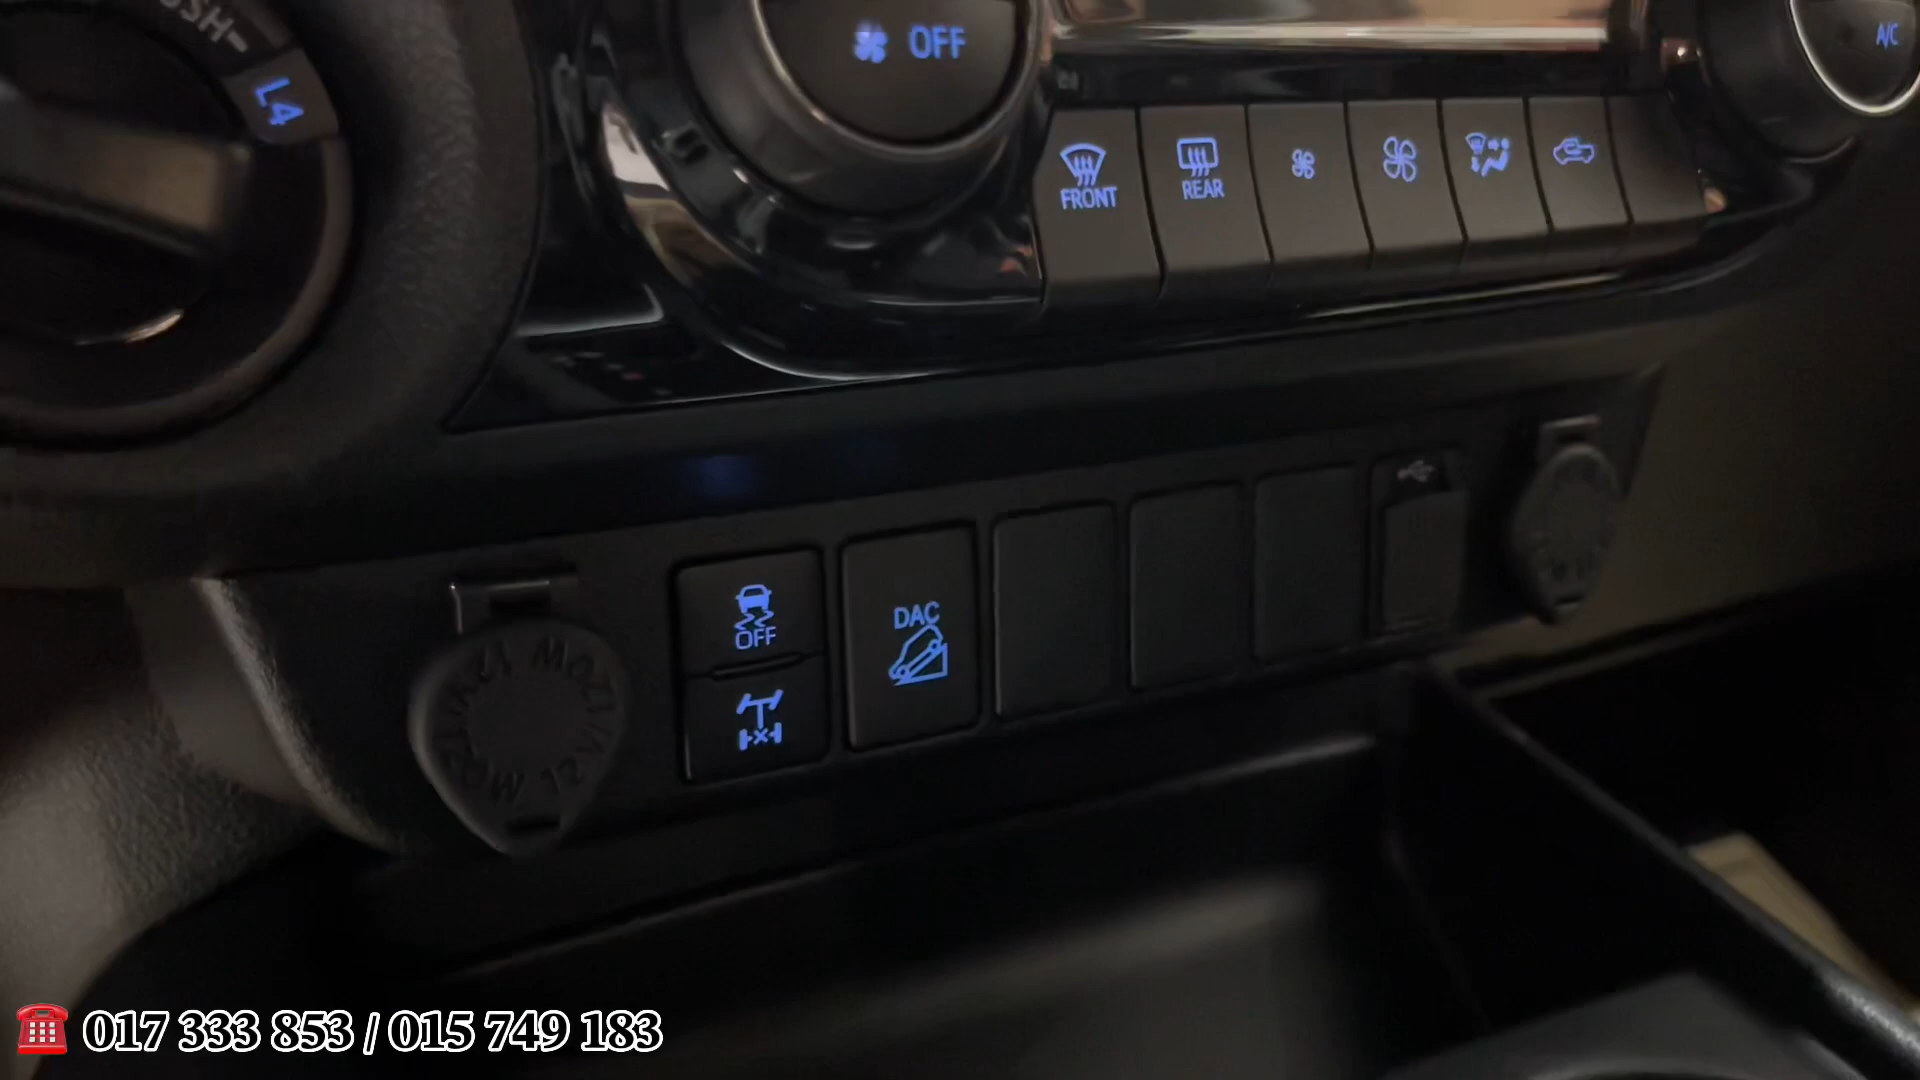 L4
OFF
A/C
FRONT
REAR
OFF
DAC
017 333 853 / 015 749 183